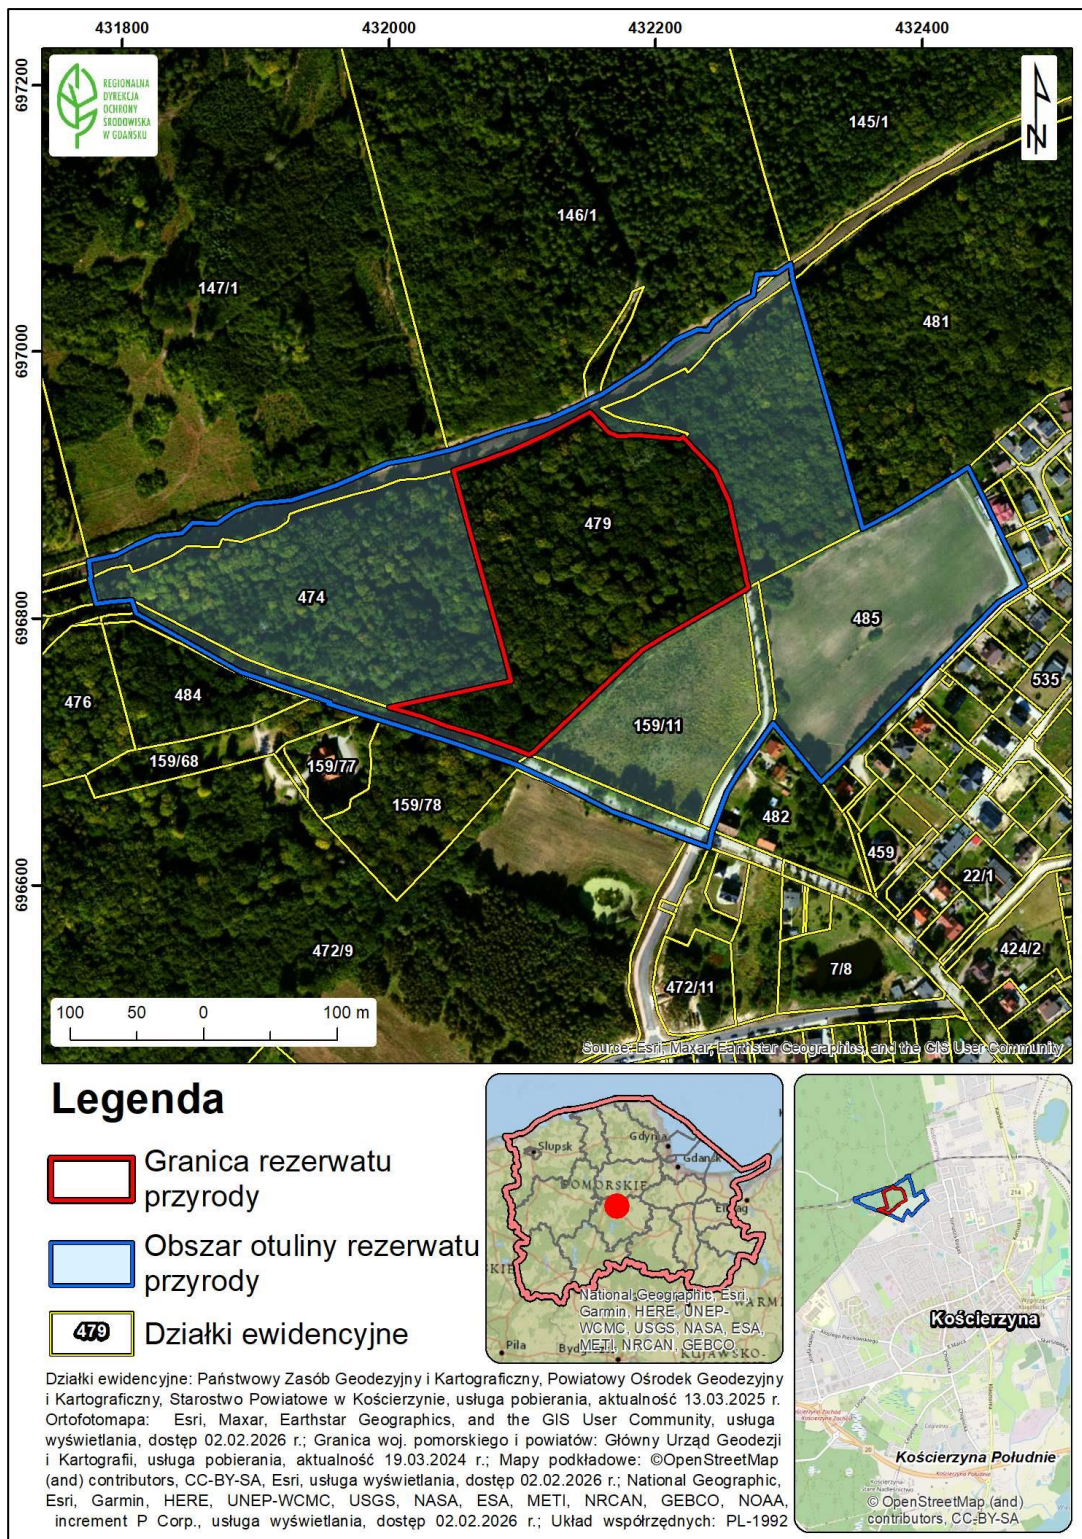 431800
432000
432200
432400
697200
697000
696800
696600
REGIONALNA
DYREKCJA
OCHRONY
ŚRODOWISKA
W GDAŃSKU
N
145/1
146/1
147/1
481
479
474
485
476
484
535
159/11
159/68
159/77
159/78
482
459
22/1
472/9
424/2
7/8
472/11
100 50 0 100 m
Source: Esri, Maxar, Earthstar Geographics, and the GIS User Community
Legenda
Granica rezerwatu
przyrody
Obszar otuliny rezerwatu
przyrody
479 Działki ewidencyjne
Słupsk
Gdynia
Gdańsk
POMORSKIE
Elbląg
National Geographic, Esri,
Garmin, HERE, UNEP-
WCMC, USGS, NASA, ESA,
METI, NRCAN, GEBCO
Piła
KUJAWSKO-
214
Kościerzyna
20
Kościerzyna Południe
© OpenStreetMap (and)
contributors, CC-BY-SA
Działki ewidencyjne: Państwowy Zasób Geodezyjny i Kartograficzny, Powiatowy Ośrodek Geodezyjny
i Kartograficzny, Starostwo Powiatowe w Kościerzynie, usługa pobierania, aktualność 13.03.2025 r.
Ortofotomapa: Esri, Maxar, Earthstar Geographics, and the GIS User Community, usługa
wyświetlania, dostęp 02.02.2026 r.; Granica woj. pomorskiego i powiatów: Główny Urząd Geodezji
i Kartografii, usługa pobierania, aktualność 19.03.2024 r.; Mapy podkładowe: ©OpenStreetMap
(and) contributors, CC-BY-SA, Esri, usługa wyświetlania, dostęp 02.02.2026 r.; National Geographic,
Esri, Garmin, HERE, UNEP-WCMC, USGS, NASA, ESA, METI, NRCAN, GEBCO, NOAA,
increment P Corp., usługa wyświetlania, dostęp 02.02.2026 r.; Układ współrzędnych: PL-1992